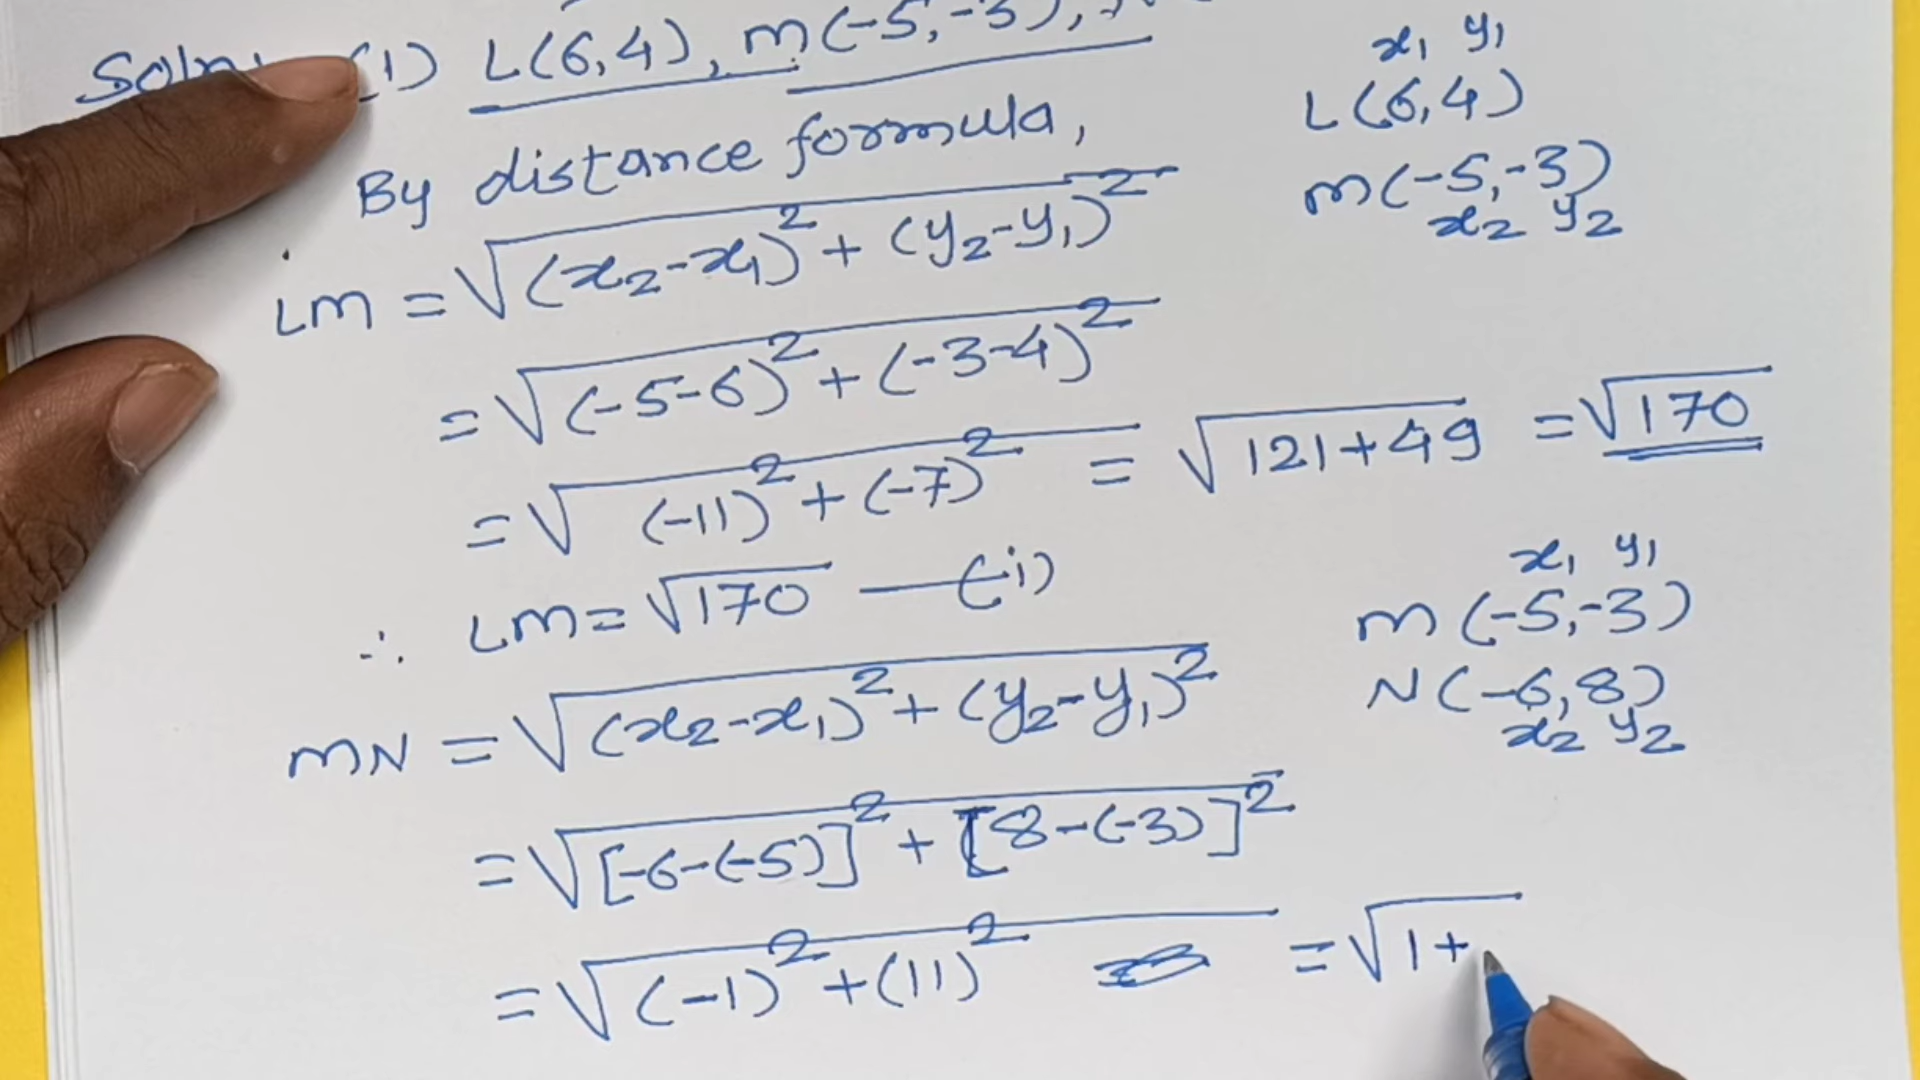 Soln: (1) L(6,4), m(-5,-3),
By distance formula,
x₁ y₁
L(6,4)
m(-5,-3)
x₂ y₂
LM = √(x₂-x₁)² + (y₂-y₁)²
= √(-5-6)² + (-3-4)²
= √(-11)² + (-7)² = √121+49 = √170
∴ LM = √170 —(i)
x₁ y₁
m(-5,-3)
N(-6,8)
x₂ y₂
MN = √(x₂-x₁)² + (y₂-y₁)²
= √[-6-(-5)]² + [8-(-3)]²
= √(-1)² + (11)² = √1+